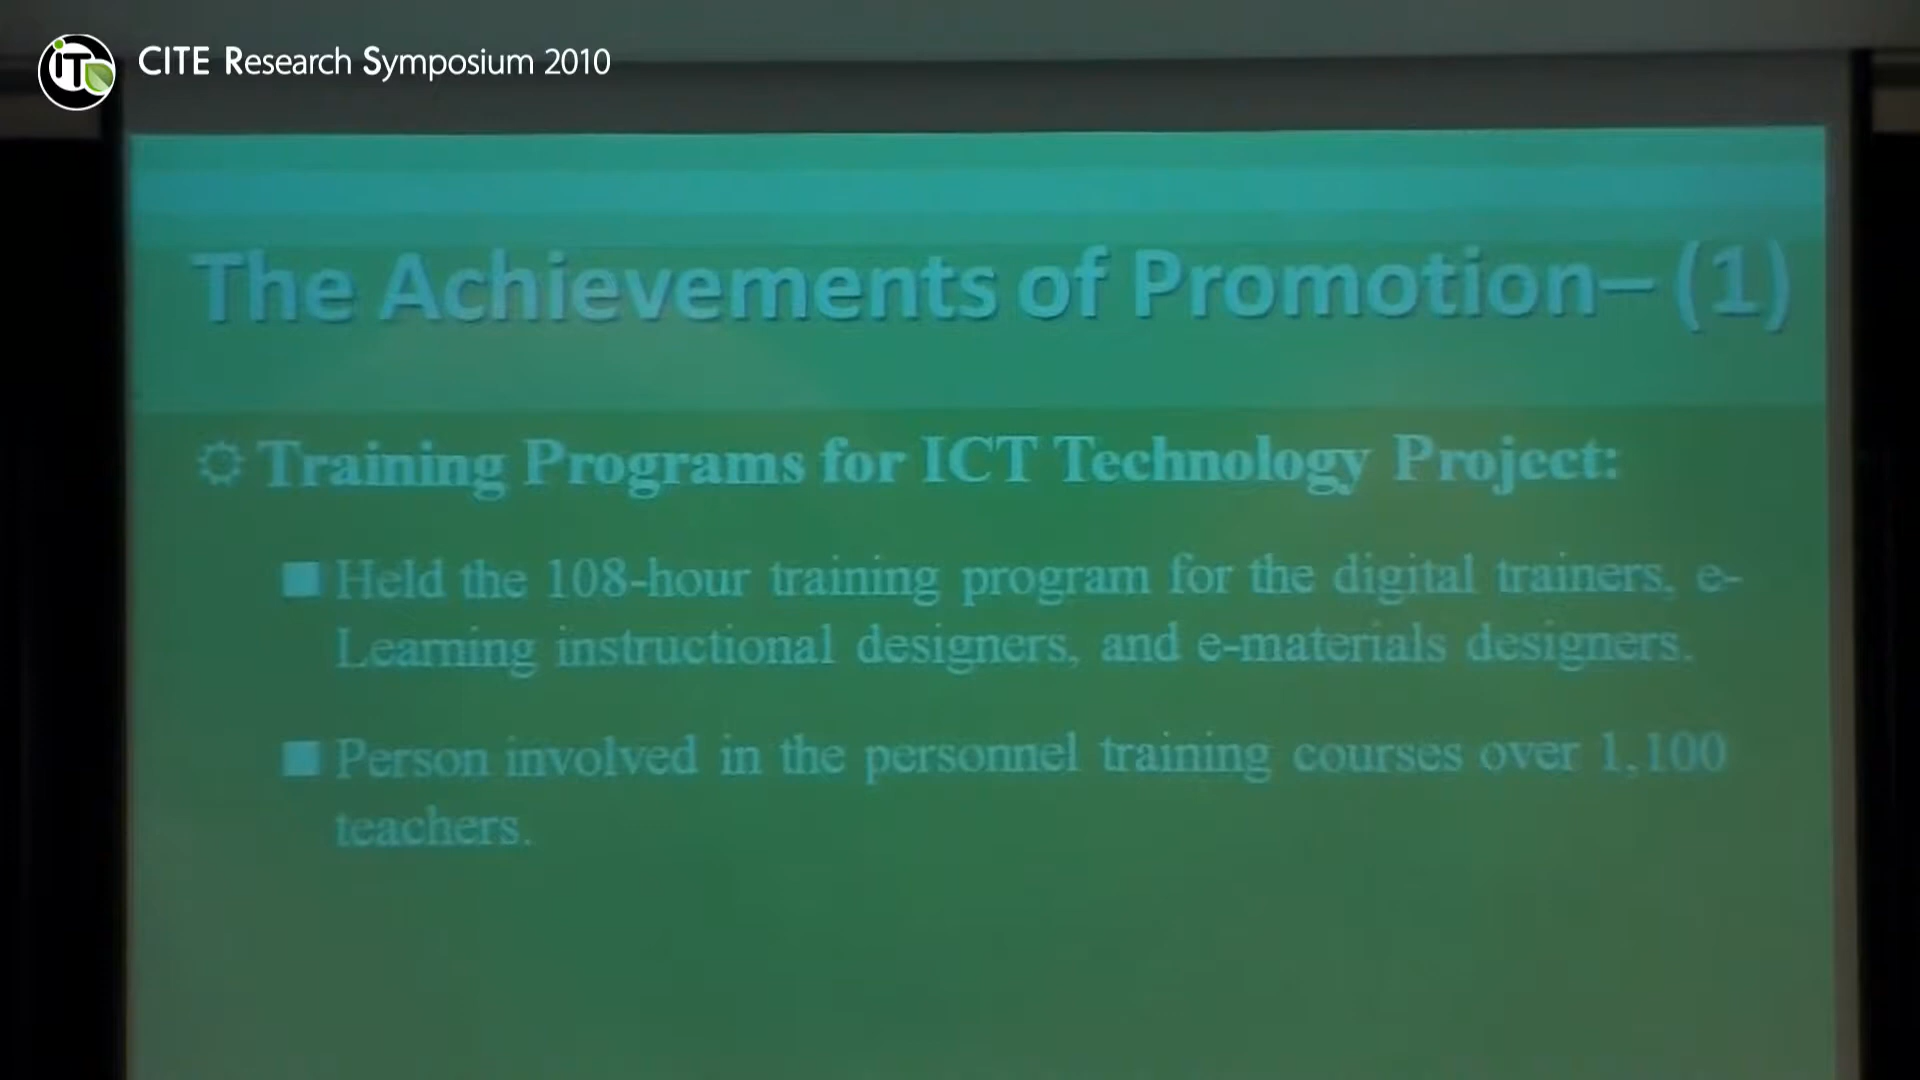 iT
CITE Research Symposium 2010
The Achievements of Promotion– (1)
Training Programs for ICT Technology Project:
Held the 108-hour training program for the digital trainers, e-
Learning instructional designers, and e-materials designers.
Person involved in the personnel training courses over 1,100
teachers.